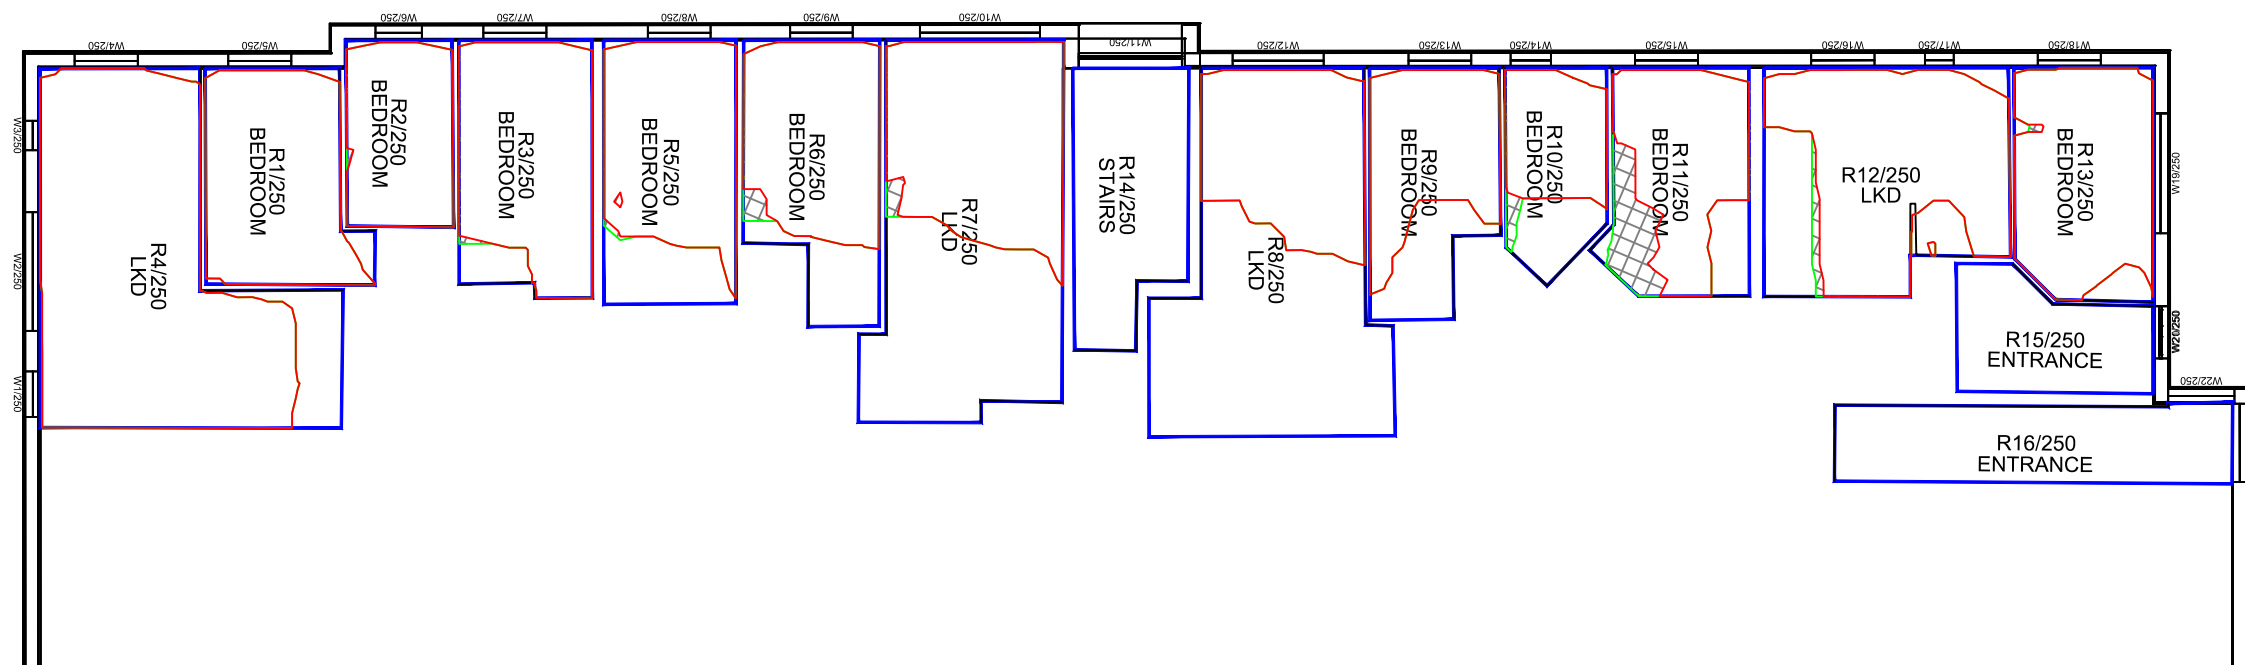 W4/250
W5/250
W6/250
W7/250
W8/250
W9/250
W10/250
W11/250
W12/250
W13/250
W14/250
W15/250
W16/250
W17/250
W18/250
W3/250
W2/250
W1/250
R4/250
LKD
R1/250
BEDROOM
R2/250
BEDROOM
R3/250
BEDROOM
R5/250
BEDROOM
R6/250
BEDROOM
R7/250
LKD
R14/250
STAIRS
R8/250
LKD
R9/250
BEDROOM
R10/250
BEDROOM
R11/250
BEDROOM
R12/250
LKD
R13/250
BEDROOM
W19/250
R15/250
ENTRANCE
W22/250
R16/250
ENTRANCE